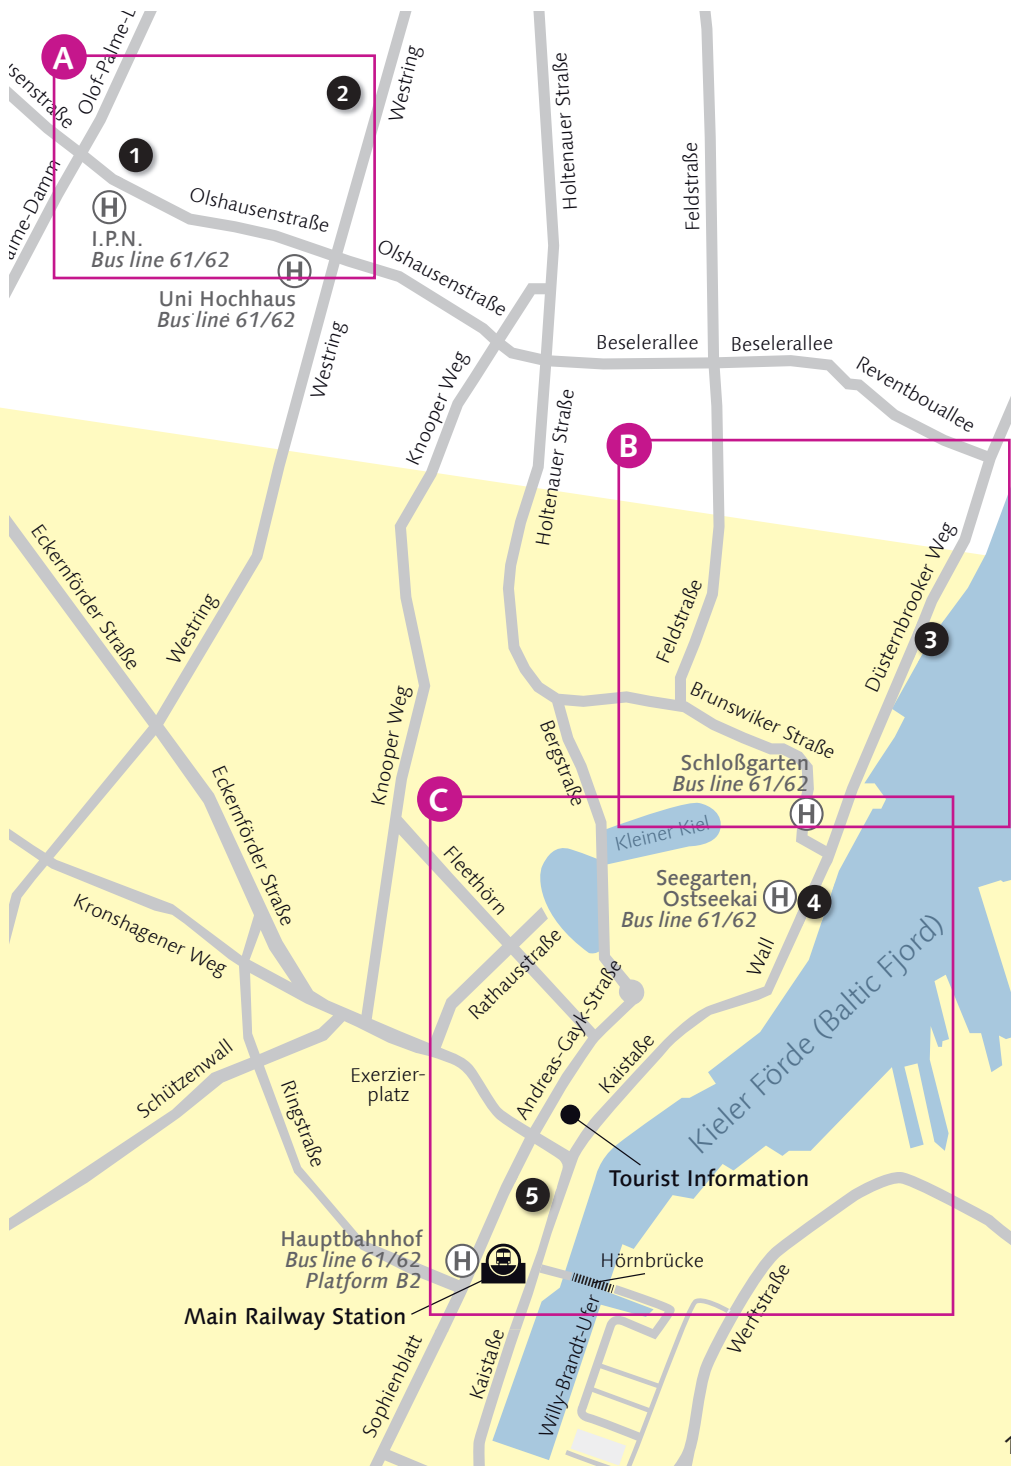 A
Olof-Palme-D
Westring
Holtenauer Straße
2
senstraße
1
Feldstraße
alme-Damm
Olshausenstraße
H
I.P.N.
Bus line 61/62
H
Uni Hochhaus
Bus line 61/62
Olshausenstraße
Westring
Beselerallee
Beselerallee
Reventbouallee
Knooper Weg
Holtenauer Straße
B
Düsternbrooker Weg
Eckernförder Straße
Westring
Feldstraße
3
Knooper Weg
Brunswiker Straße
Bergstraße
Schloßgarten
Bus line 61/62
H
C
Eckernförder Straße
Kleiner Kiel
Fleethörn
Seegarten,
Ostseekai
Bus line 61/62
H
4
Kronshagener Weg
Wall
Rathausstraße
Kieler Förde (Baltic Fjord)
Andreas-Gayk-Straße
Kaistaße
Schützenwall
Ringstraße
Exerzier-
platz
Tourist Information
5
Hauptbahnhof
Bus line 61/62
Platform B2
H
Hörnbrücke
Main Railway Station
Werftstraße
Sophienblatt
Kaistaße
Willy-Brandt-Ufer